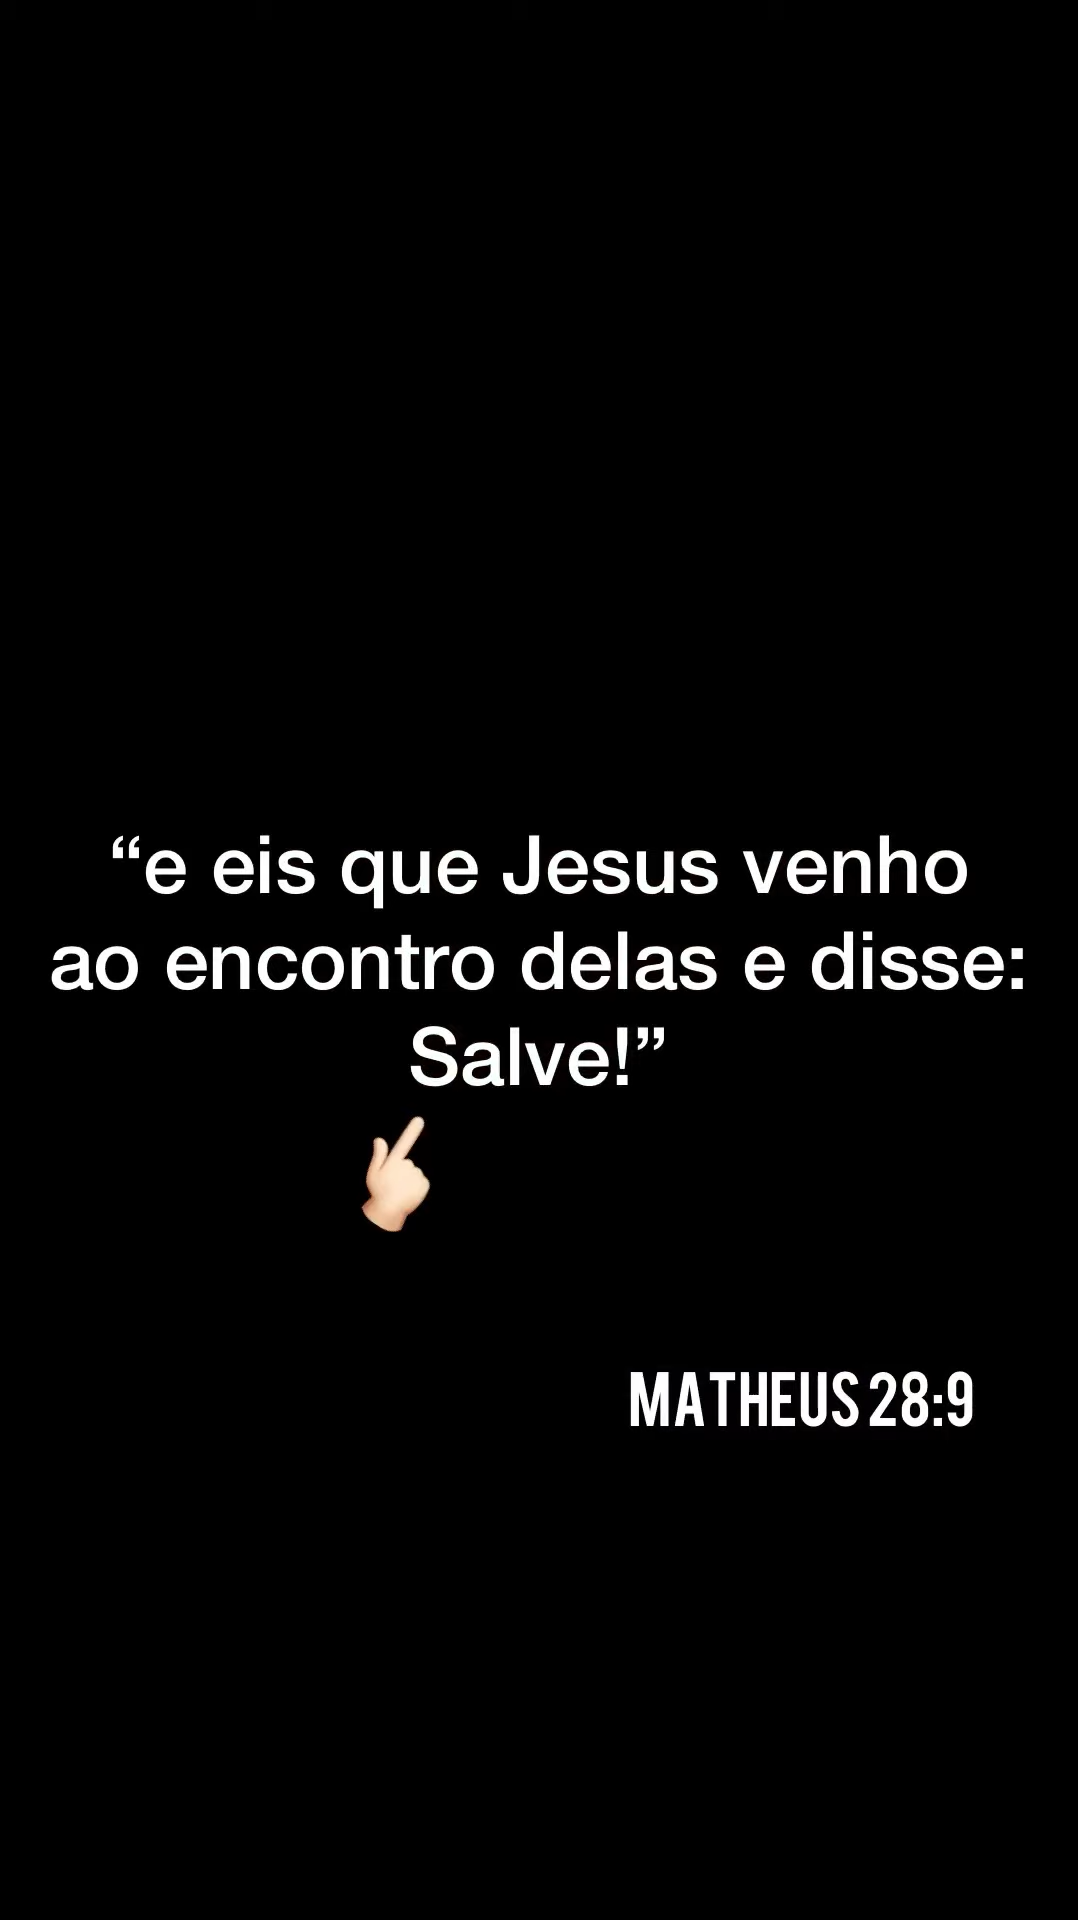 “e eis que Jesus venho
ao encontro delas e disse:
Salve!”
MATHEUS 28:9